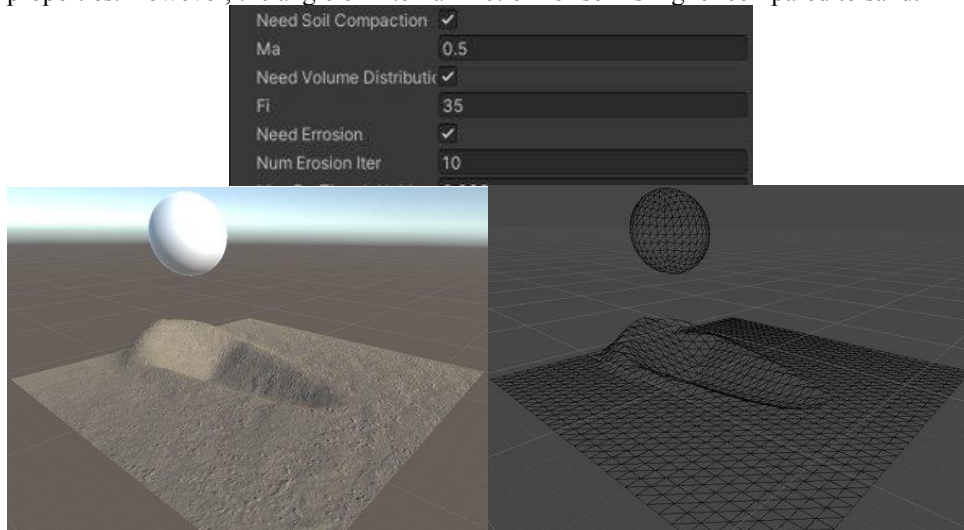 Need Soil Compaction
Ma
0.5
Need Volume Distributic
Fi
35
Need Errosion
Num Erosion Iter
10